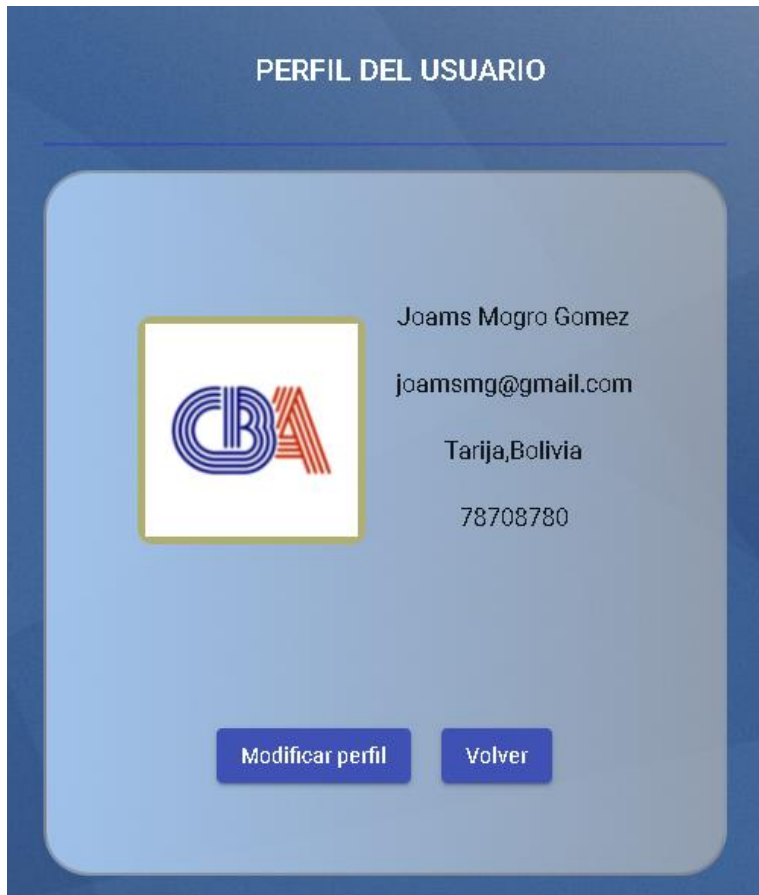 PERFIL DEL USUARIO
CBA
Joams Mogro Gomez
joamsmg@gmail.com
Tarija,Bolivia
78708780
Modificar perfil
Volver